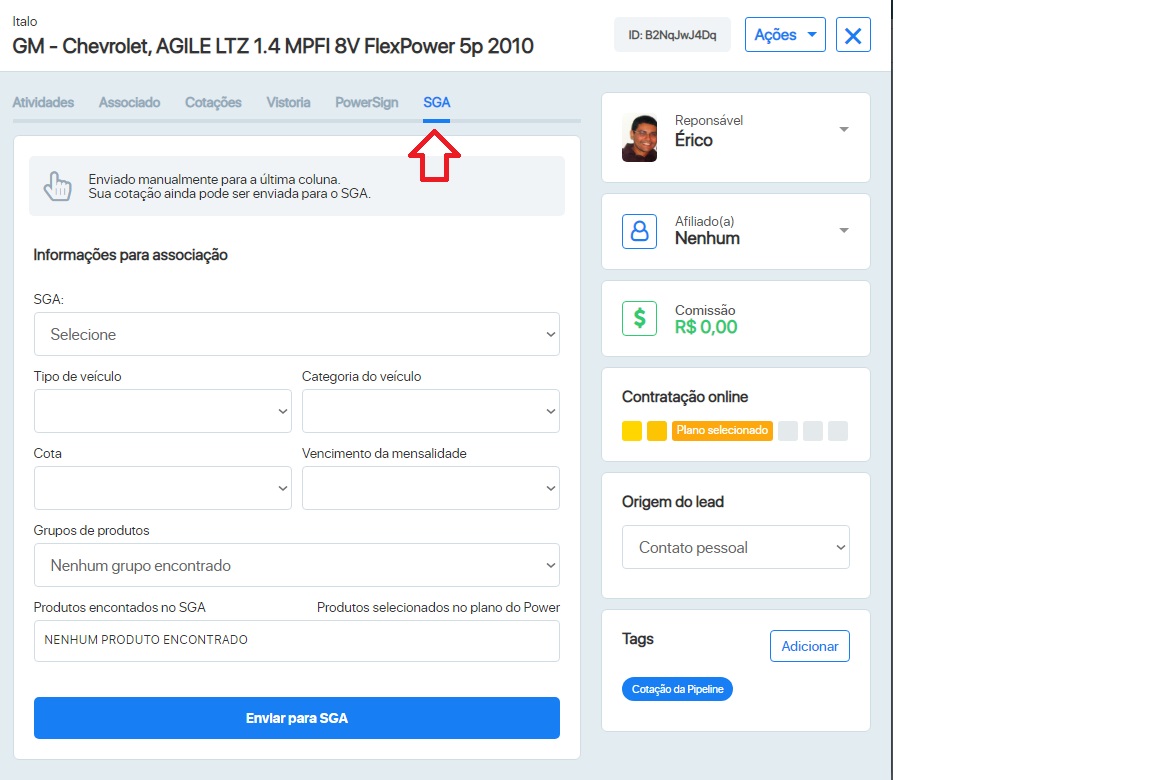 Italo
GM - Chevrolet, AGILE LTZ 1.4 MPFI 8V FlexPower 5p 2010
ID: B2NqJwJ4Dq
Ações
Atividades
Associado
Cotações
Vistoria
PowerSign
SGA
Enviado manualmente para a última coluna.
Sua cotação ainda pode ser enviada para o SGA.
Informações para associação
SGA:
Selecione
Tipo de veículo
Categoria do veículo
Cota
Vencimento da mensalidade
Grupos de produtos
Nenhum grupo encontrado
Produtos encontados no SGA
Produtos selecionados no plano do Power
NENHUM PRODUTO ENCONTRADO
Enviar para SGA
Reponsável
Érico
Afiliado(a)
Nenhum
$
Comissão
R$ 0,00
Contratação online
Plano selecionado
Origem do lead
Contato pessoal
Tags
Adicionar
Cotação da Pipeline